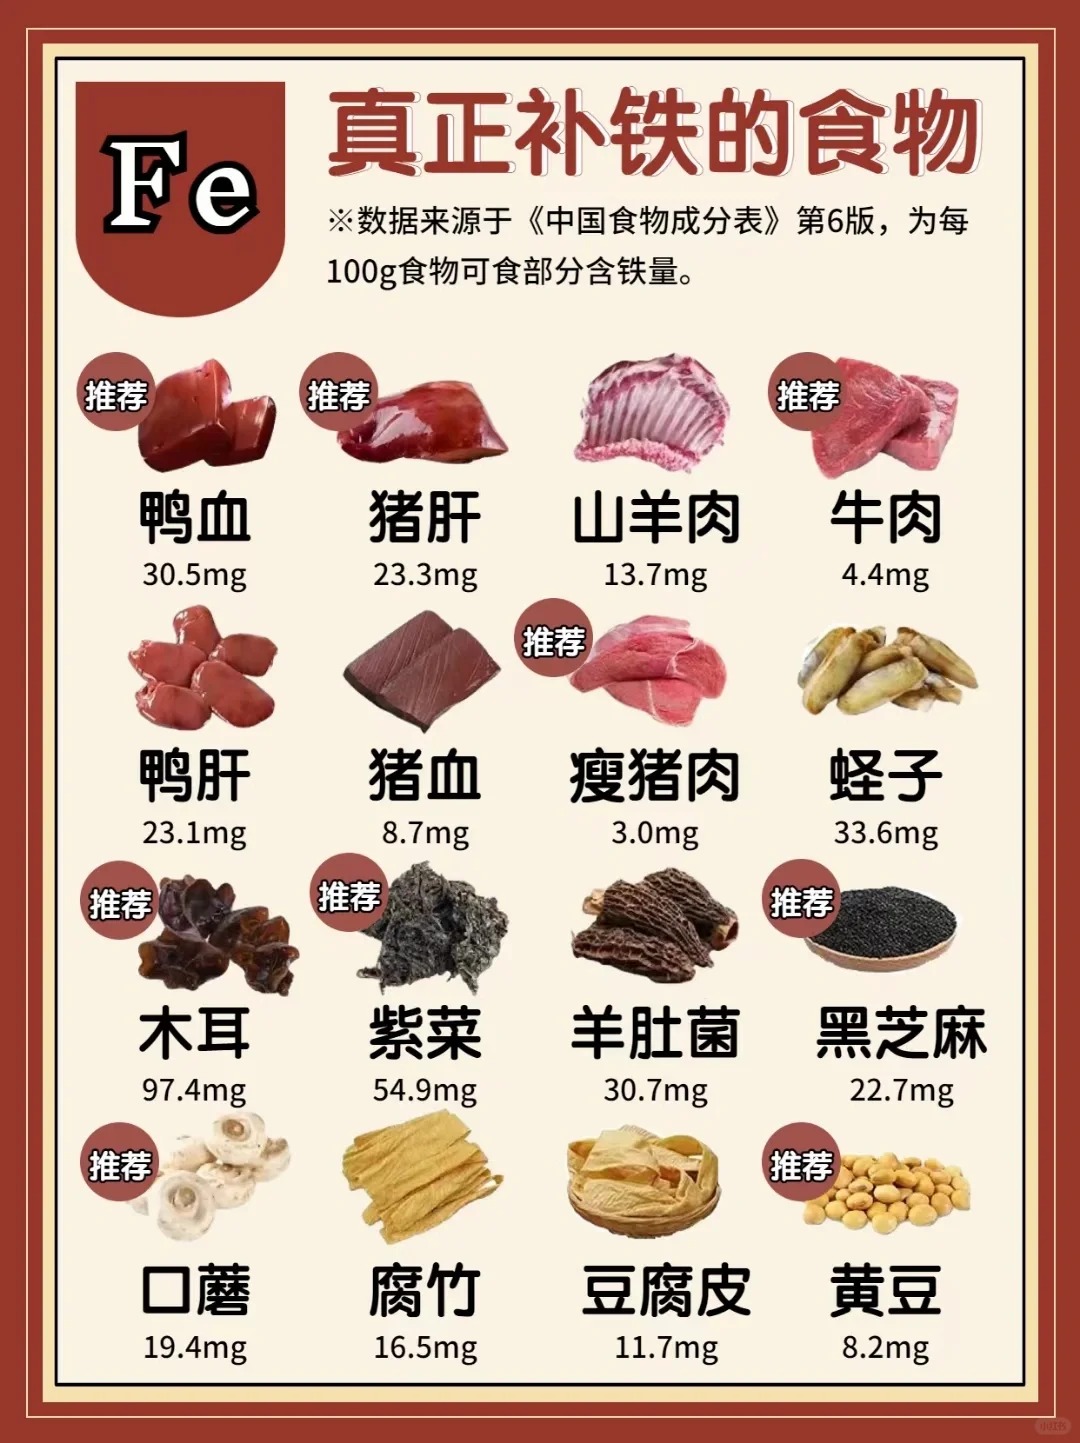 Fe
真正补铁的食物
※数据来源于《中国食物成分表》第6版，为每
100g食物可食部分含铁量。
推荐
推荐
推荐
鸭血
猪肝
山羊肉
牛肉
30.5mg
23.3mg
13.7mg
4.4mg
推荐
鸭肝
猪血
瘦猪肉
蛏子
23.1mg
8.7mg
3.0mg
33.6mg
推荐
推荐
推荐
木耳
紫菜
羊肚菌
黑芝麻
97.4mg
54.9mg
30.7mg
22.7mg
推荐
推荐
口蘑
腐竹
豆腐皮
黄豆
19.4mg
16.5mg
11.7mg
8.2mg